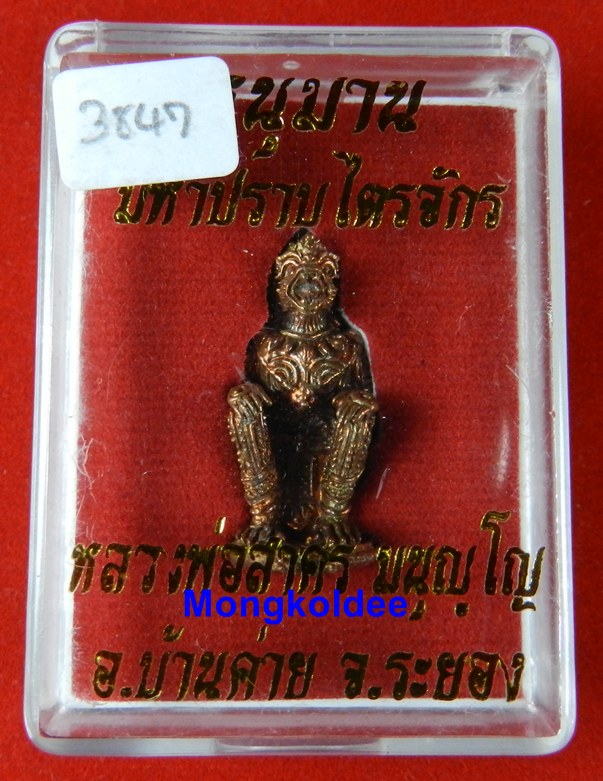 3847
หนุมาน
มหาปราบไตรจักร
หลวงพ่อสาคร มนุญฺโญ
Mongkoldee
อ.บ้านค่าย จ.ระยอง